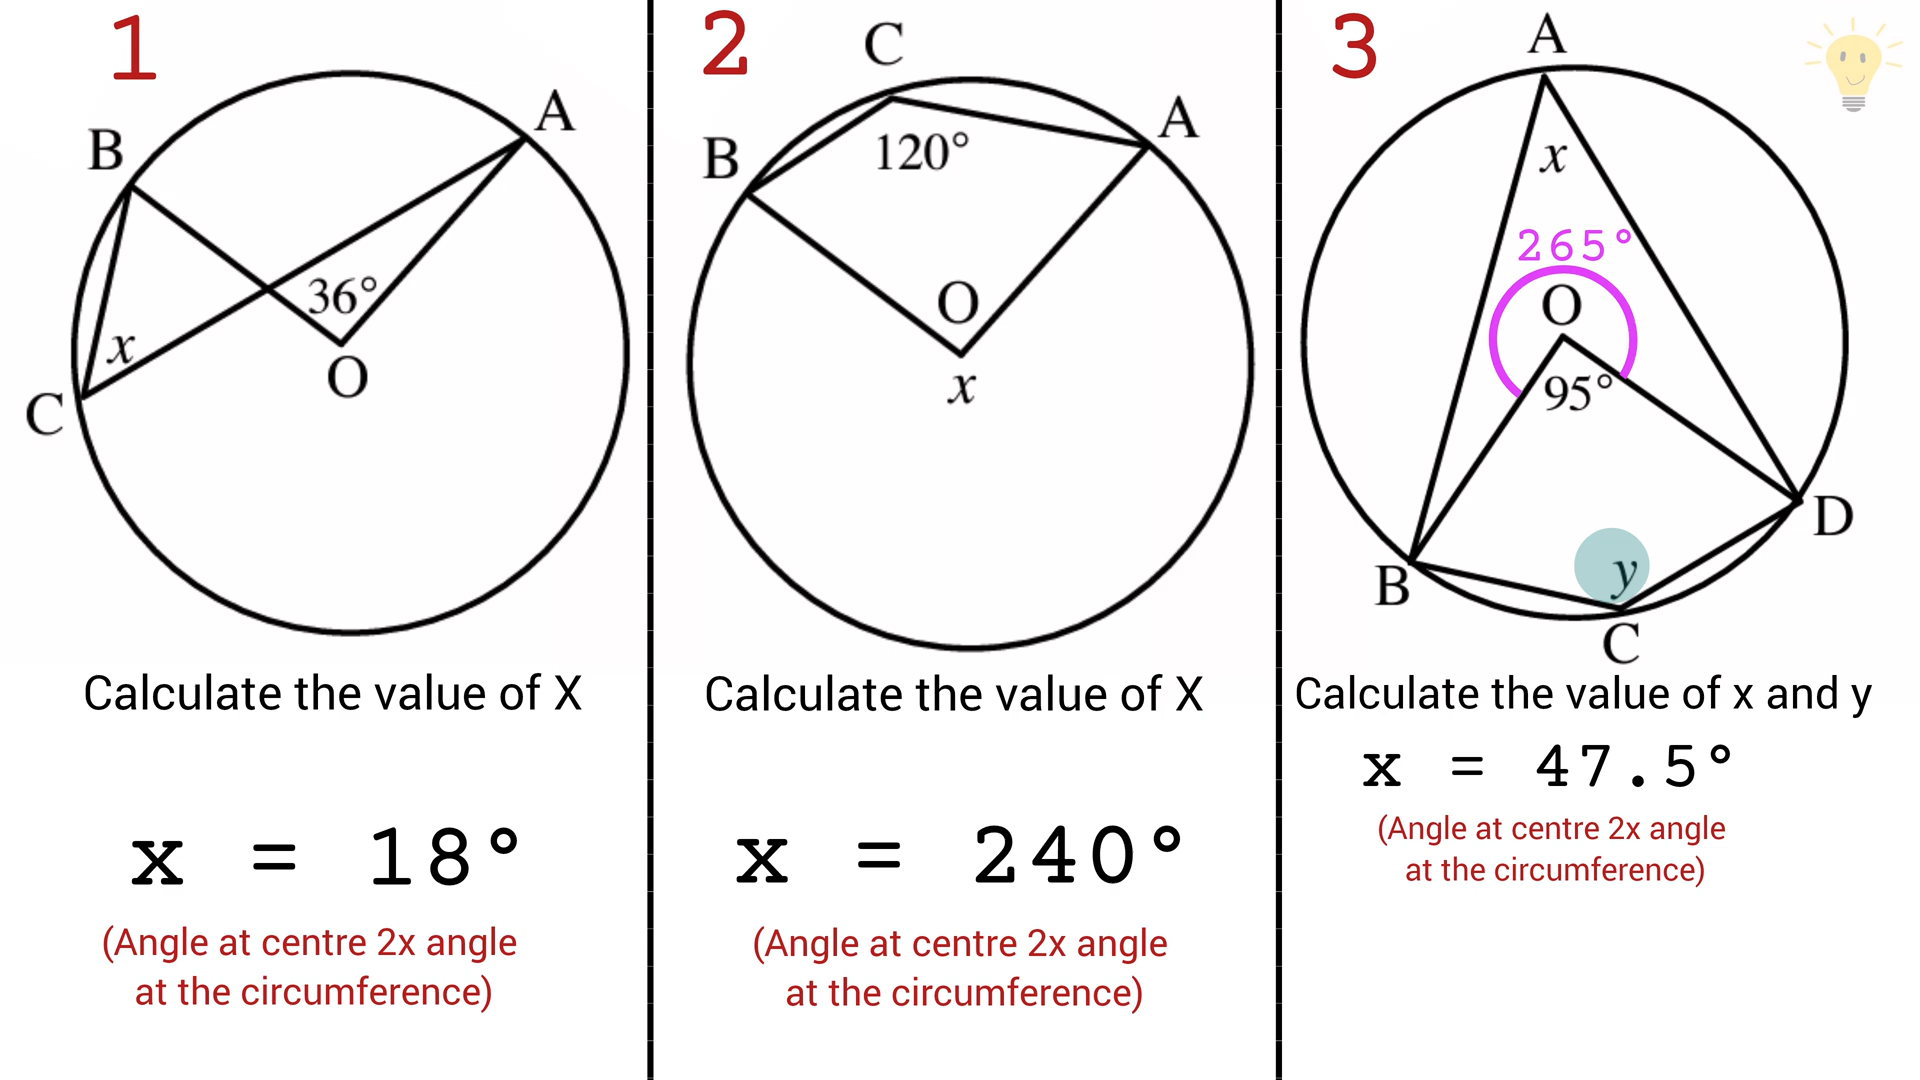 1
A
B
36°
x
O
C
Calculate the value of X
x = 18°
(Angle at centre 2x angle
at the circumference)
2
C
A
B
120°
O
x
Calculate the value of X
x = 240°
(Angle at centre 2x angle
at the circumference)
3
A
x
265°
O
95°
D
y
B
C
Calculate the value of x and y
x = 47.5°
(Angle at centre 2x angle
at the circumference)